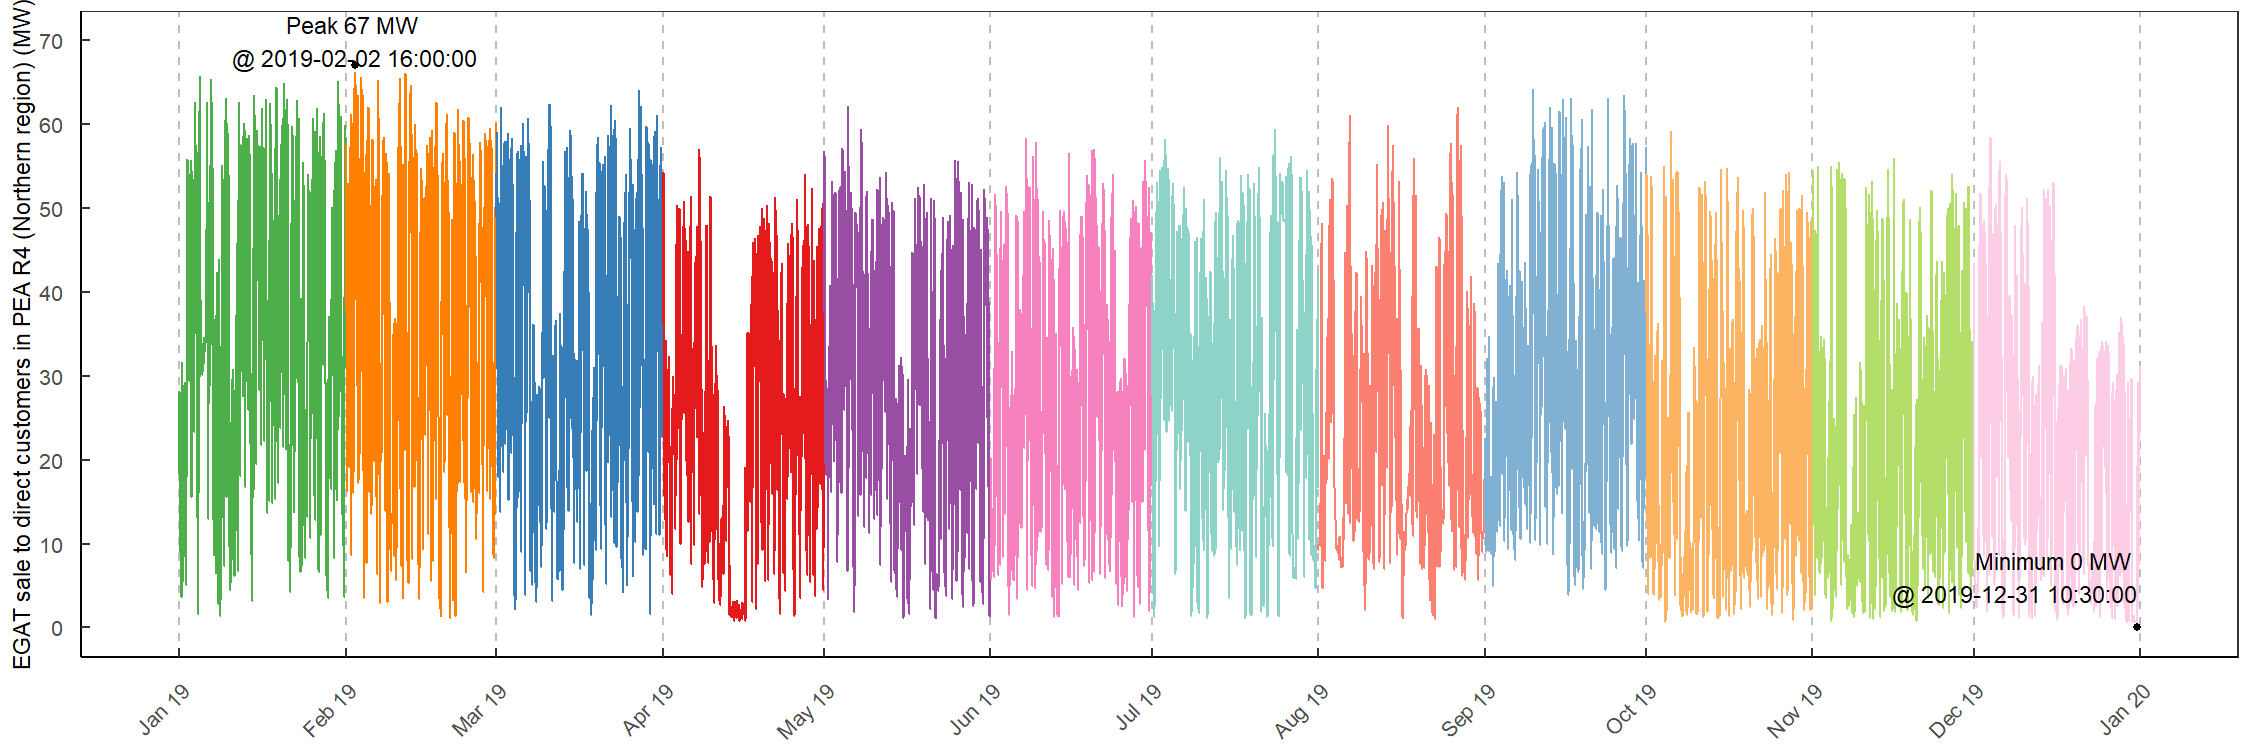 Peak 67 MW
@ 2019-02-02 16:00:00
EGAT sale to direct customers in PEA R4 (Northern region) (MW)
70
60
50
40
30
20
10
0
Minimum 0 MW
@ 2019-12-31 10:30:00
Jan 19
Feb 19
Mar 19
Apr 19
May 19
Jun 19
Jul 19
Aug 19
Sep 19
Oct 19
Nov 19
Dec 19
Jan 20